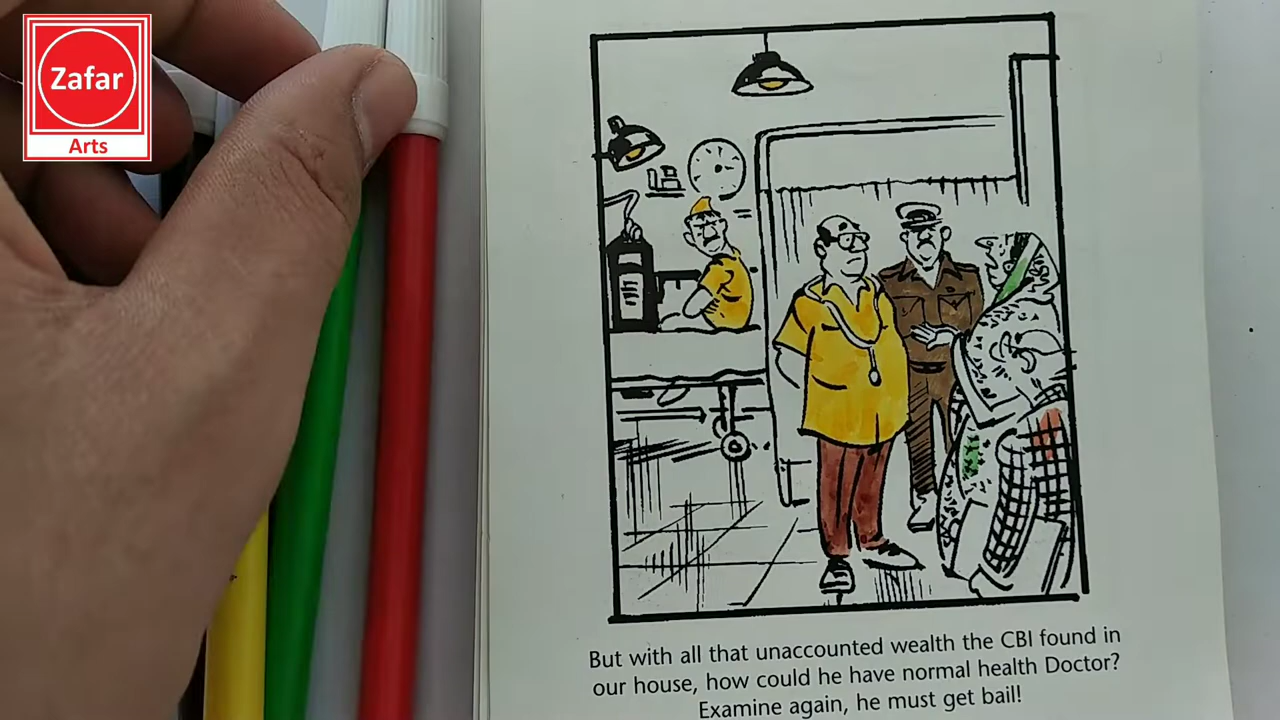 Zafar
Arts
But with all that unaccounted wealth the CBI found in
our house, how could he have normal health Doctor?
Examine again, he must get bail!